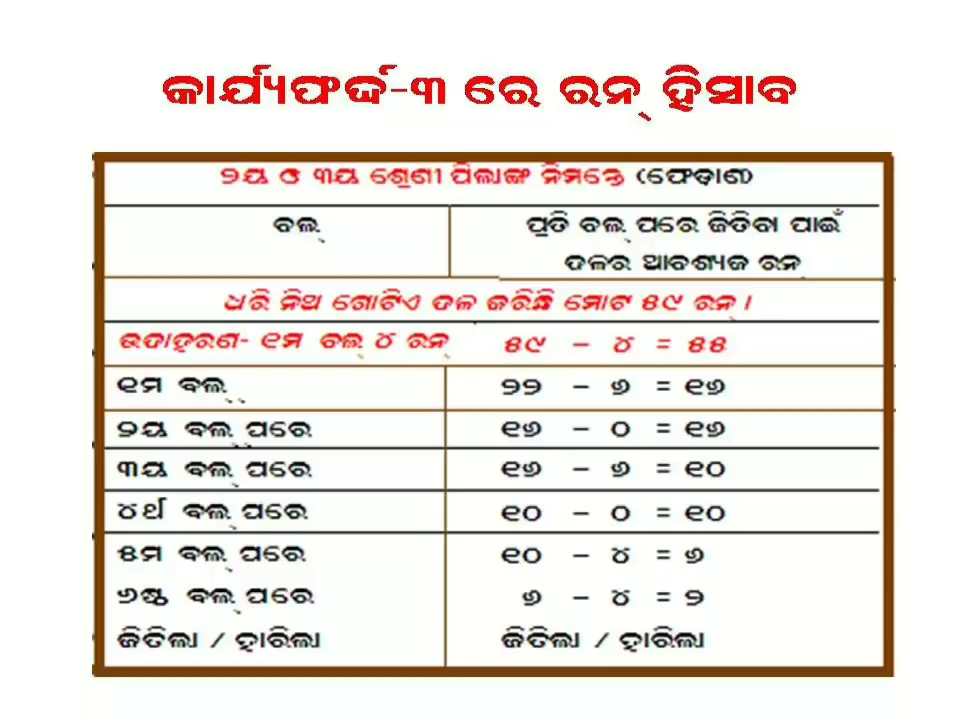 କାର୍ଯ୍ୟଫର୍ଦ୍ଦ-୩ ରେ ରନ୍ ହିସାବ
୨ୟ ଓ ୩ୟ ଶ୍ରେଣୀ ପିଲାଙ୍କ ନିମନ୍ତେ (ଫେଡ଼ାଣ)
ବଲ୍ ପ୍ରତି ବଲ୍ ପରେ ଜିତିବା ପାଇଁ
ଦଳର ଆବଶ୍ୟକ ରନ୍
ଧରି ନିଅ ଗୋଟିଏ ଦଳ କରିଛି ମୋଟ ୫୯ ରନ୍ ।
ଉଦାହରଣ- ୧ମ ବଲ୍ ୪ ରନ୍ ୫୯ - ୪ = ୫୫
୧ମ ବଲ୍ ୨୨ - ୬ = ୧୬
୨ୟ ବଲ୍ ପରେ ୧୬ - ୦ = ୧୬
୩ୟ ବଲ୍ ପରେ ୧୬ - ୬ = ୧୦
୪ର୍ଥ ବଲ୍ ପରେ ୧୦ - ୦ = ୧୦
୫ମ ବଲ୍ ପରେ ୧୦ - ୪ = ୬
୬ଷ୍ଠ ବଲ୍ ପରେ ୬ - ୪ = ୨
ଜିତିଲା / ହାରିଲା ଜିତିଲା / ହାରିଲା